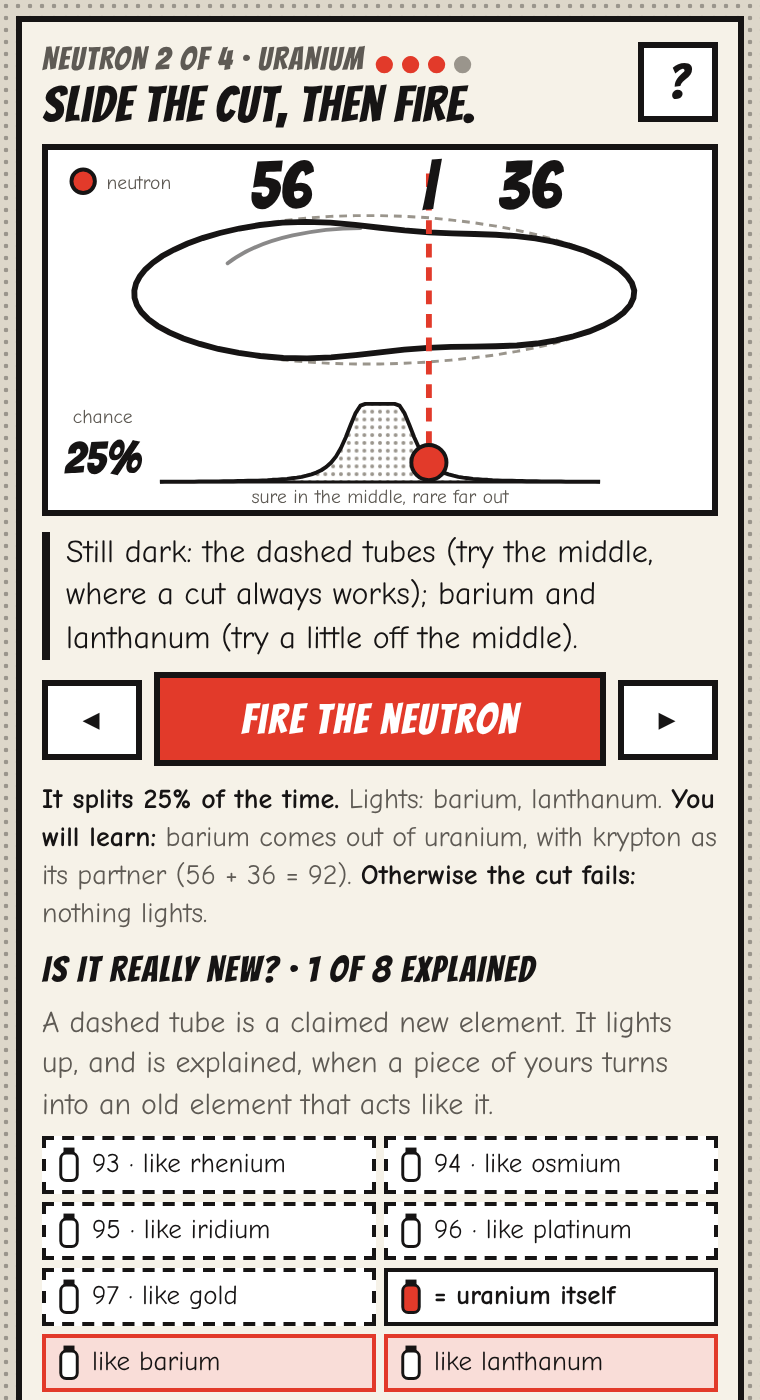 NEUTRON 2 OF 4 · URANIUM
SLIDE THE CUT, THEN FIRE.
?
neutron
56 / 36
chance
25%
sure in the middle, rare far out
Still dark: the dashed tubes (try the middle,
where a cut always works); barium and
lanthanum (try a little off the middle).
◄ FIRE THE NEUTRON ►
It splits 25% of the time. Lights: barium, lanthanum. You
will learn: barium comes out of uranium, with krypton as
its partner (56 + 36 = 92). Otherwise the cut fails:
nothing lights.
IS IT REALLY NEW? · 1 OF 8 EXPLAINED
A dashed tube is a claimed new element. It lights
up, and is explained, when a piece of yours turns
into an old element that acts like it.
93 · like rhenium
94 · like osmium
95 · like iridium
96 · like platinum
97 · like gold
= uranium itself
like barium
like lanthanum